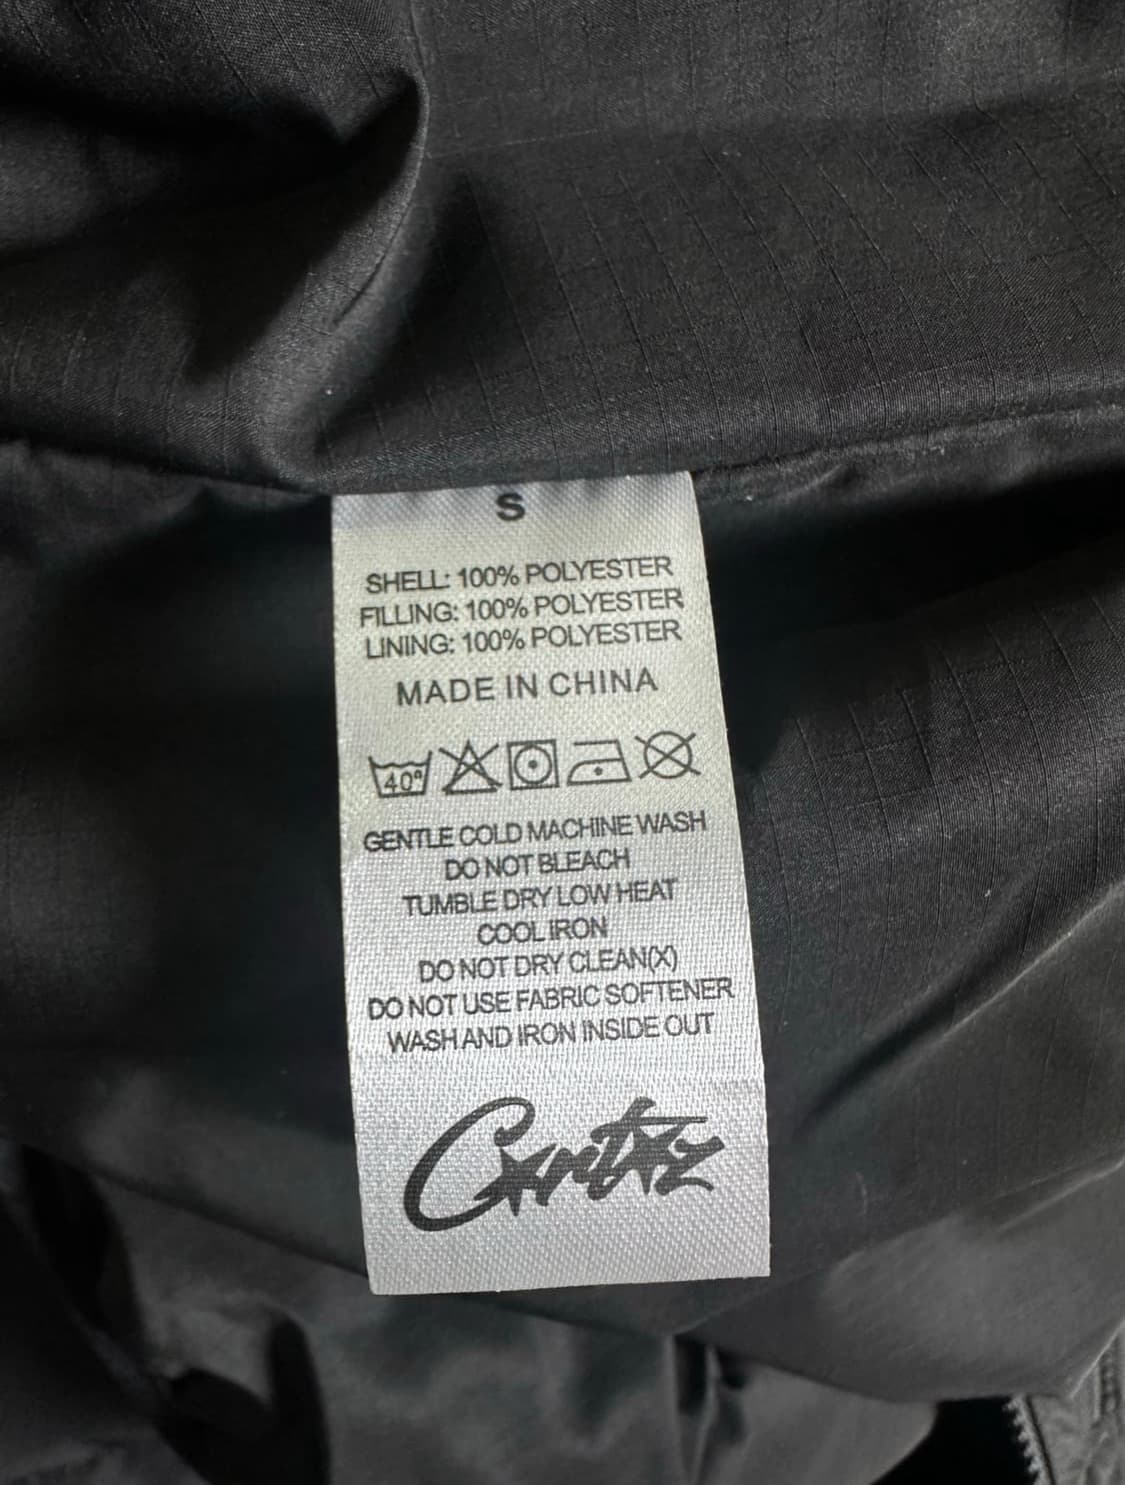 S
SHELL: 100% POLYESTER
FILLING: 100% POLYESTER
LINING: 100% POLYESTER
MADE IN CHINA
40°
GENTLE COLD MACHINE WASH
DO NOT BLEACH
TUMBLE DRY LOW HEAT
COOL IRON
DO NOT DRY CLEAN(X)
DO NOT USE FABRIC SOFTENER
WASH AND IRON INSIDE OUT
Corteiz